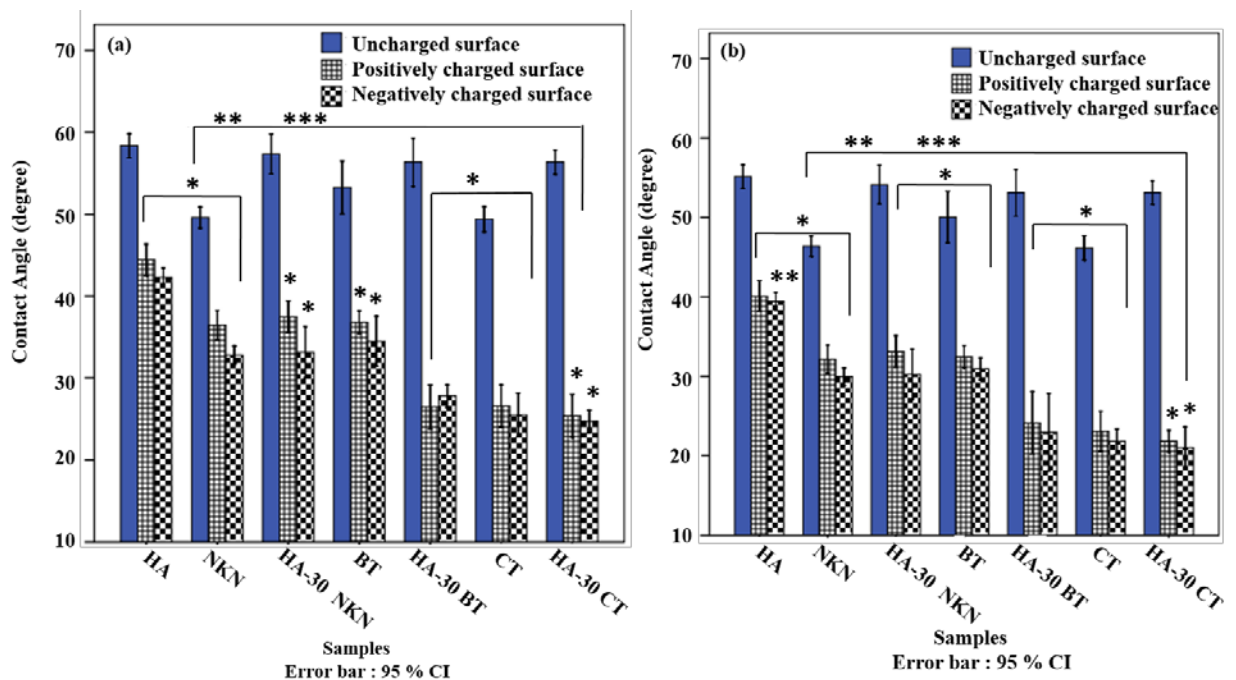 (a)
Uncharged surface
Positively charged surface
Negatively charged surface
70
60
50
40
30
20
10
Contact Angle (degree)
** ***
*
*
* *
* *
* *
HA
NKN
HA-30 NKN
BT
HA-30 BT
CT
HA-30 CT
Samples
Error bar : 95 % CI
(b)
Uncharged surface
Positively charged surface
Negatively charged surface
70
60
50
40
30
20
10
Contact Angle (degree)
** ***
*
*
*
**
* *
HA
NKN
HA-30 NKN
BT
HA-30 BT
CT
HA-30 CT
Samples
Error bar : 95 % CI